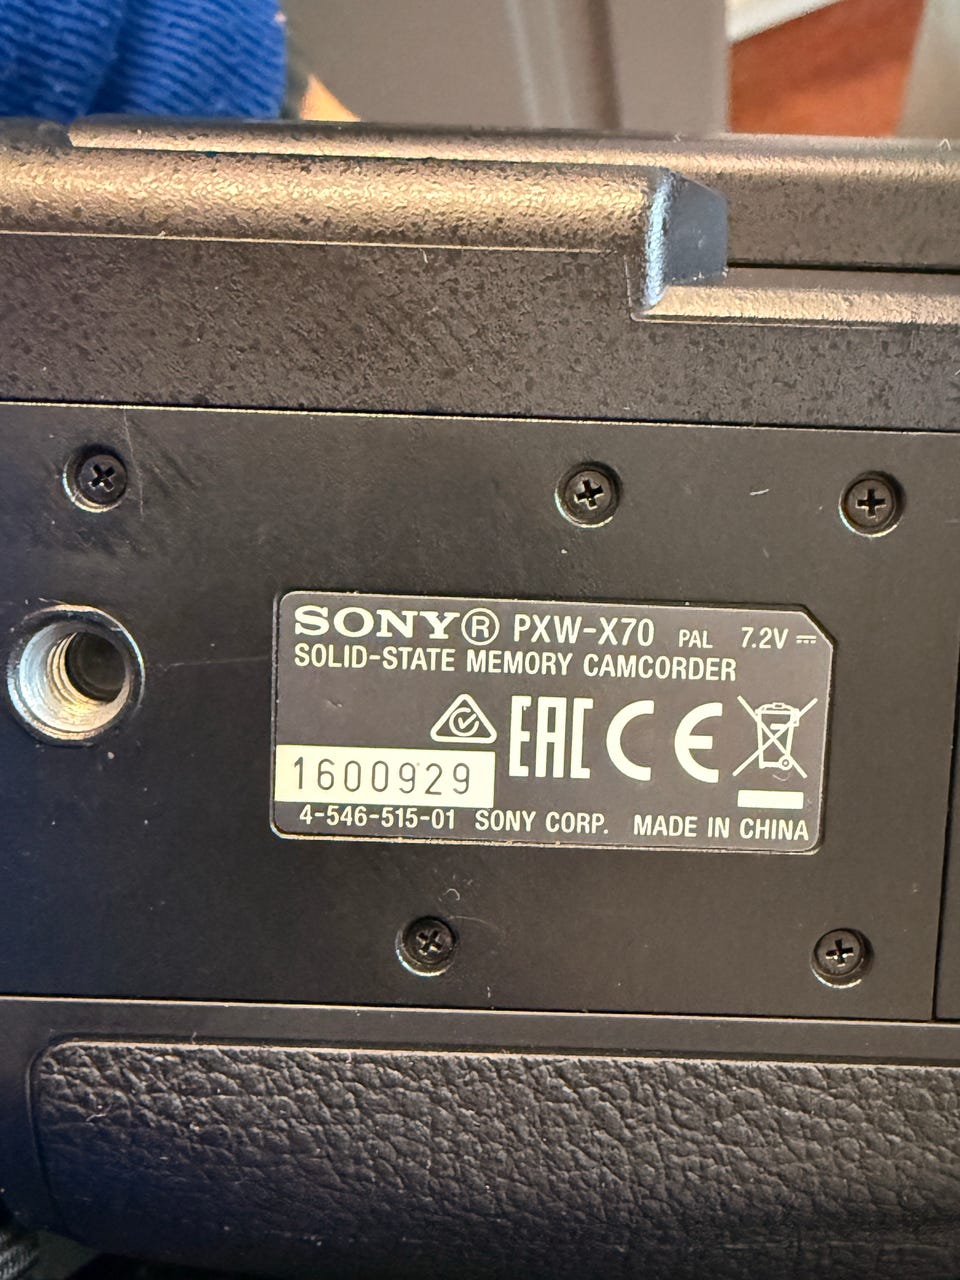 SONY® PXW-X70 PAL 7.2V ⎓
SOLID-STATE MEMORY CAMCORDER
EAC CE
1600929
4-546-515-01 SONY CORP. MADE IN CHINA